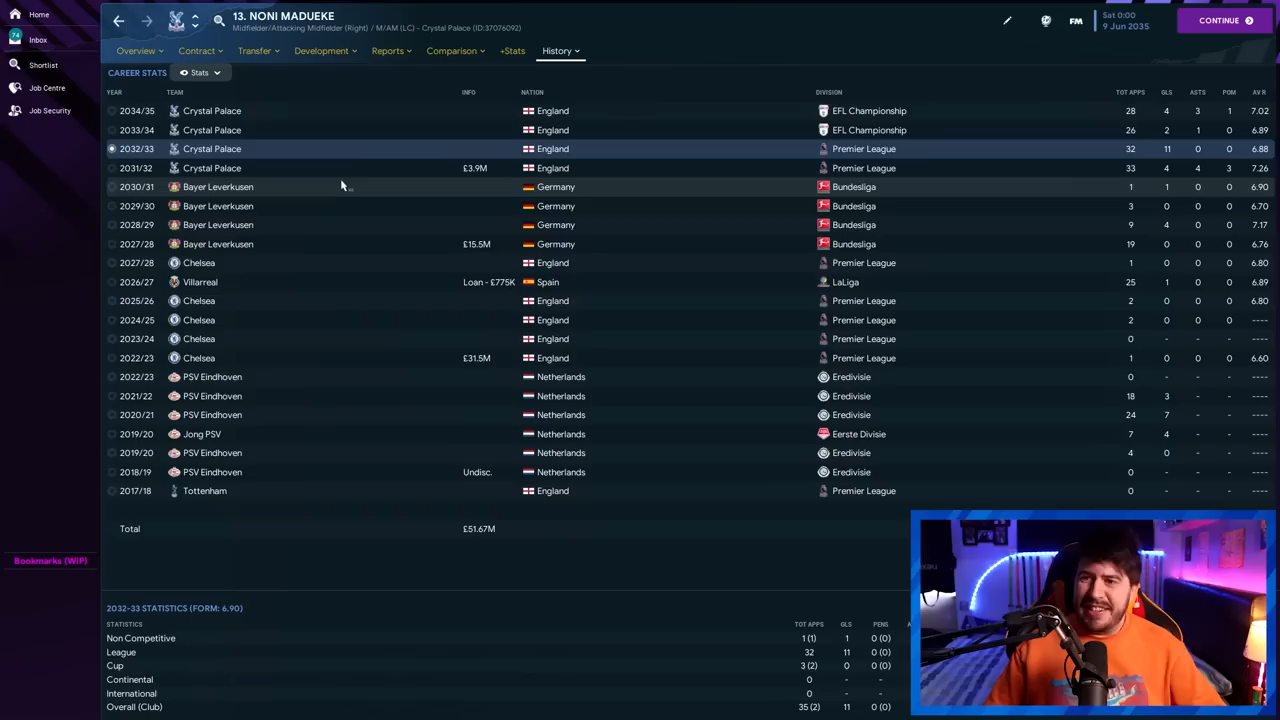 Home
13. NONI MADUEKE
Midfielder/Attacking Midfielder (Right) / M/AM (LC) - Crystal Palace (ID:37076092)
FM
Sat 0:00
9 Jun 2035
CONTINUE
74
Inbox
Shortlist
Job Centre
Job Security
Bookmarks (WiP)
Overview Contract Transfer Development Reports Comparison +Stats History
CAREER STATS Stats
YEAR TEAM INFO NATION DIVISION TOT APPS GLS ASTS POM AV R
2034/35 Crystal Palace England EFL Championship 28 4 3 1 7.02
2033/34 Crystal Palace England EFL Championship 26 2 1 0 6.89
2032/33 Crystal Palace England Premier League 32 11 0 0 6.88
2031/32 Crystal Palace £3.9M England Premier League 33 4 4 3 7.26
2030/31 Bayer Leverkusen Germany Bundesliga 1 1 0 0 6.90
2029/30 Bayer Leverkusen Germany Bundesliga 3 0 0 0 6.70
2028/29 Bayer Leverkusen Germany Bundesliga 9 4 0 0 7.17
2027/28 Bayer Leverkusen £15.5M Germany Bundesliga 19 0 0 0 6.76
2027/28 Chelsea England Premier League 1 0 0 0 6.80
2026/27 Villarreal Loan - £775K Spain LaLiga 25 1 0 0 6.89
2025/26 Chelsea England Premier League 2 0 0 0 6.80
2024/25 Chelsea England Premier League 2 0 0 0 ----
2023/24 Chelsea England Premier League 0 - - - ----
2022/23 Chelsea £31.5M England Premier League 1 0 0 0 6.60
2022/23 PSV Eindhoven Netherlands Eredivisie 0 - - - ----
2021/22 PSV Eindhoven Netherlands Eredivisie 18 3 - - ----
2020/21 PSV Eindhoven Netherlands Eredivisie 24 7 - - ----
2019/20 Jong PSV Netherlands Eerste Divisie 7 4 - - ----
2019/20 PSV Eindhoven Netherlands Eredivisie 4 0 - - ----
2018/19 PSV Eindhoven Undisc. Netherlands Eredivisie 0 - - - ----
2017/18 Tottenham England Premier League 0 - - - ----
Total £51.67M
2032-33 STATISTICS (FORM: 6.90)
STATISTICS TOT APPS GLS PENS
Non Competitive 1 (1) 1 0 (0)
League 32 11 0 (0)
Cup 3 (2) 0 0 (0)
Continental 0 - -
International 0 - -
Overall (Club) 35 (2) 11 0 (0)